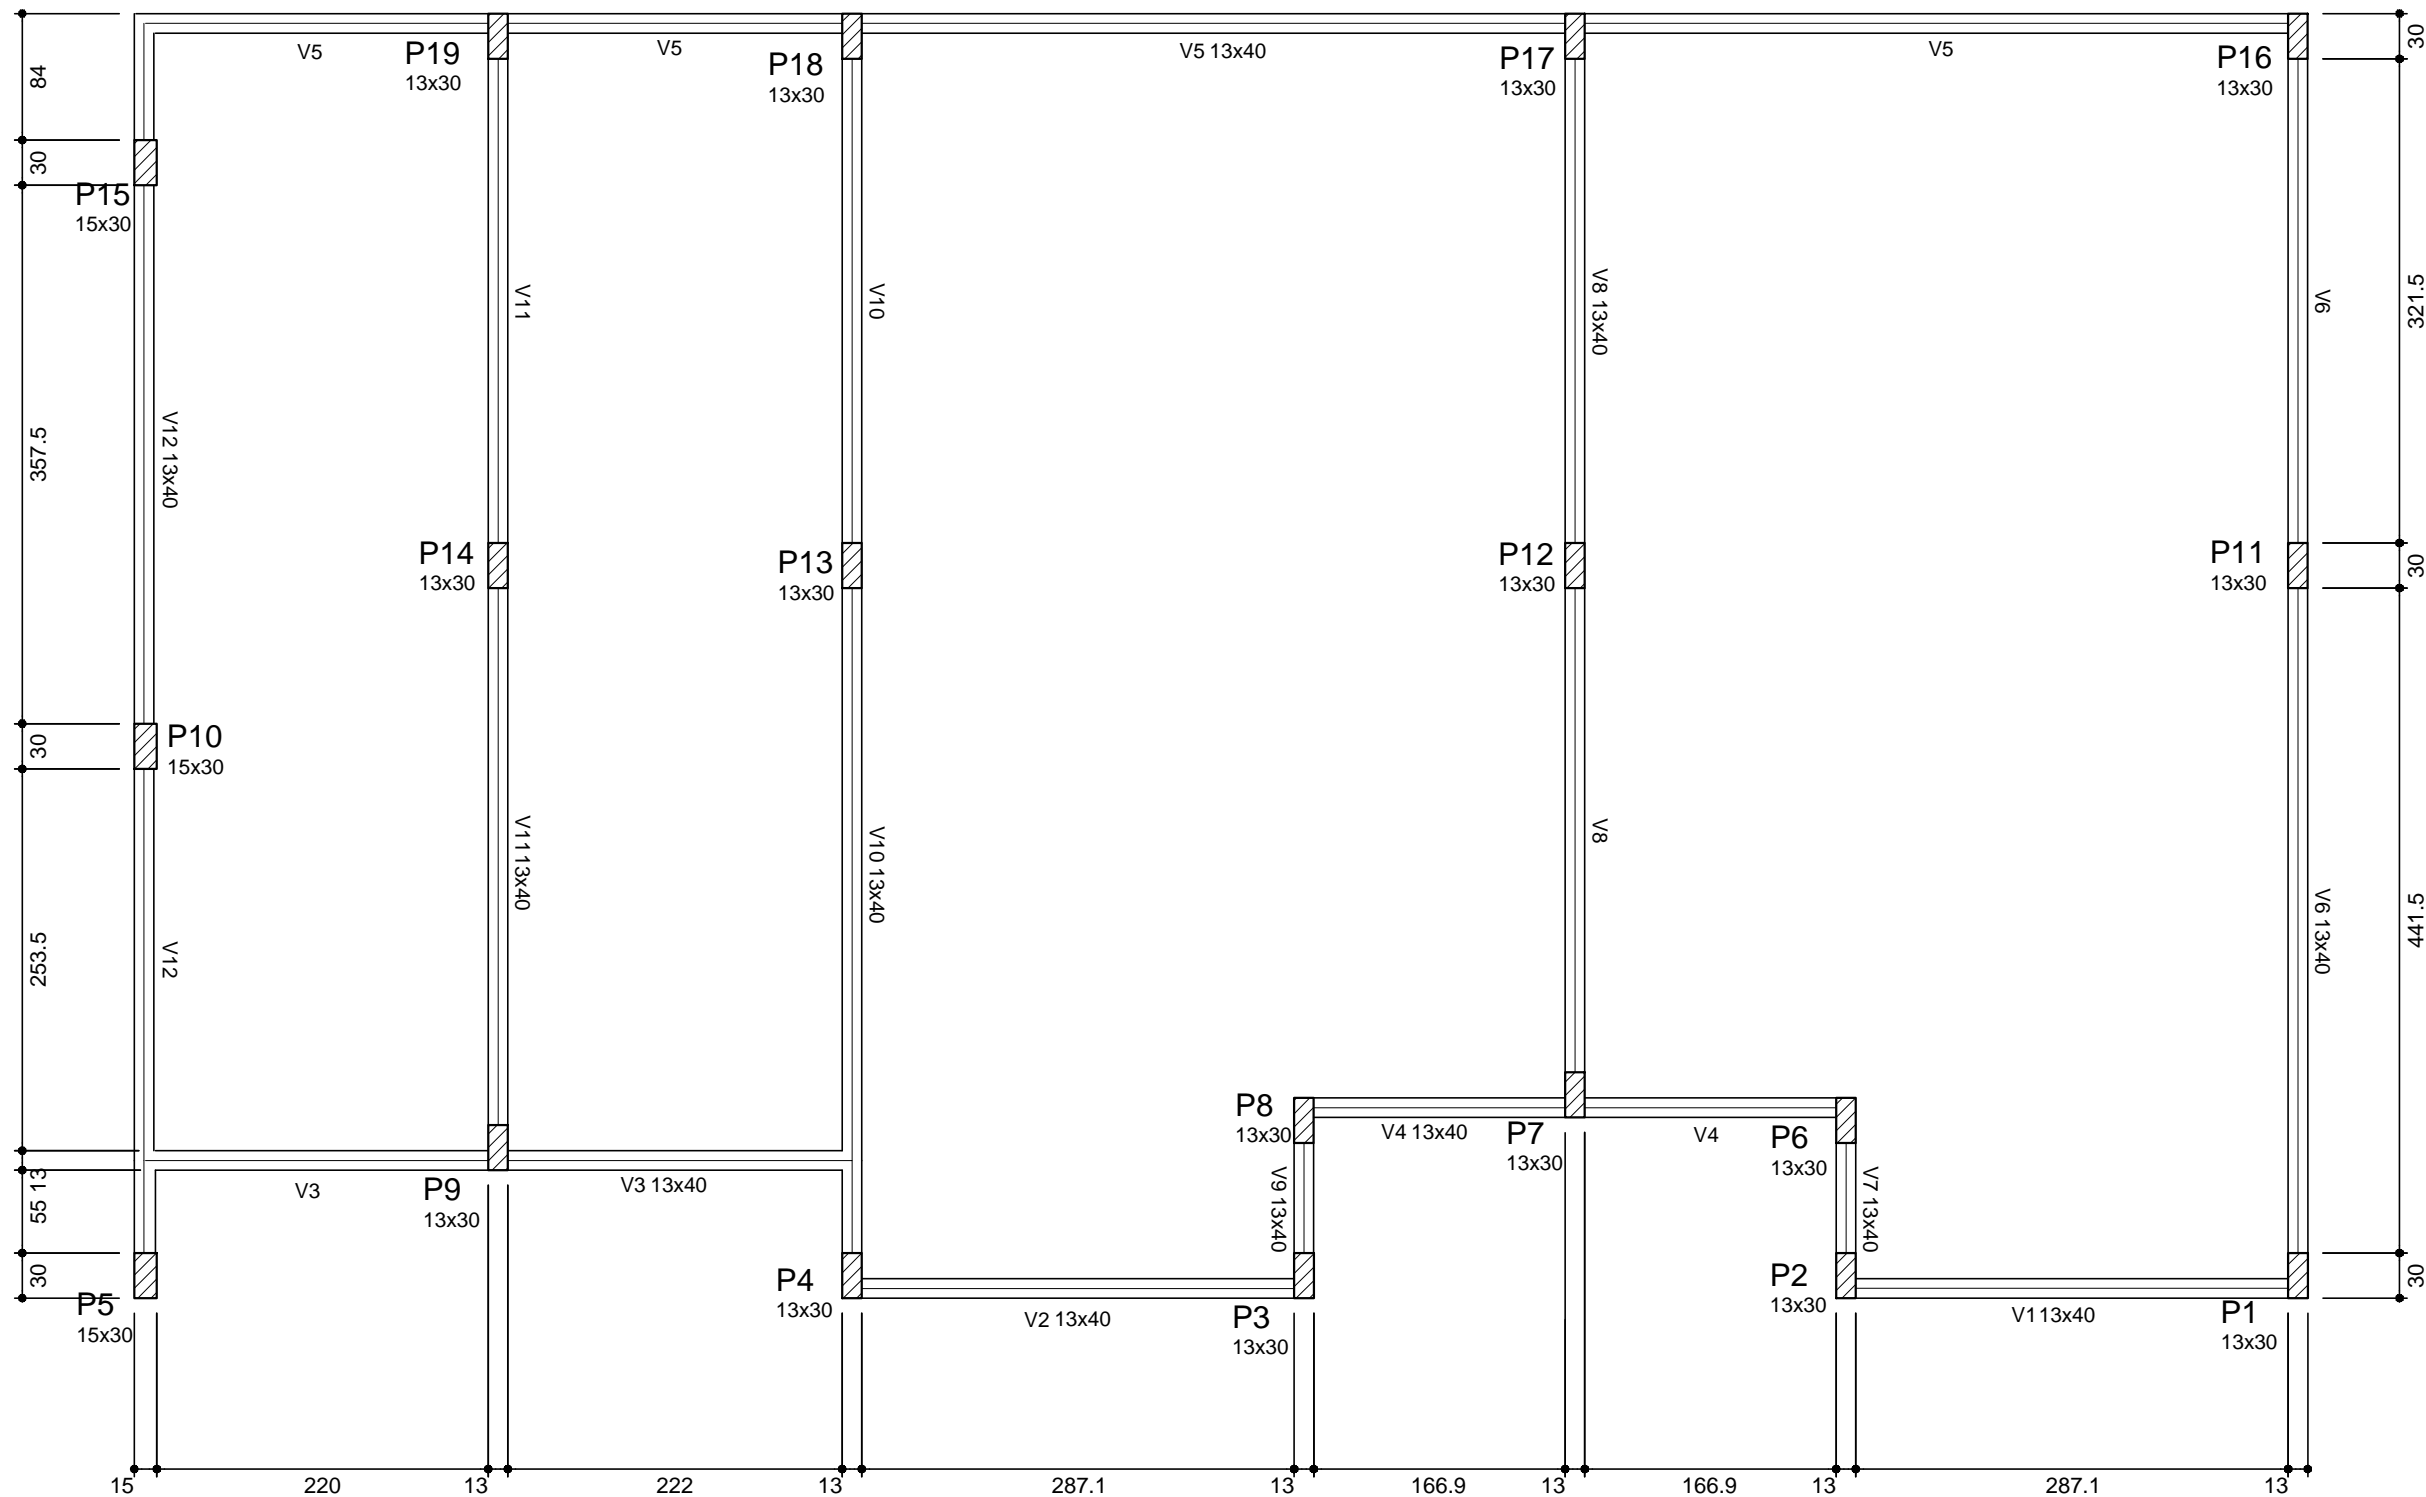 V5
P19
13x30
V5
P18
13x30
V5 13x40
P17
13x30
V5
P16
13x30
30
84
30
P15
15x30
V11
V10
V8 13x40
V6
321.5
357.5
V12 13x40
P14
13x30
P13
13x30
P12
13x30
P11
13x30
30
30
P10
15x30
V11 13x40
V10 13x40
V8
V6 13x40
441.5
253.5
V12
P8
13x30
V4 13x40
P7
13x30
V4
P6
13x30
55 13
V3
P9
13x30
V3 13x40
V9 13x40
V7 13x40
30
P5
15x30
P4
13x30
V2 13x40
P3
13x30
P2
13x30
V1 13x40
P1
13x30
30
15 220 13 222 13 287.1 13 166.9 13 166.9 13 287.1 13